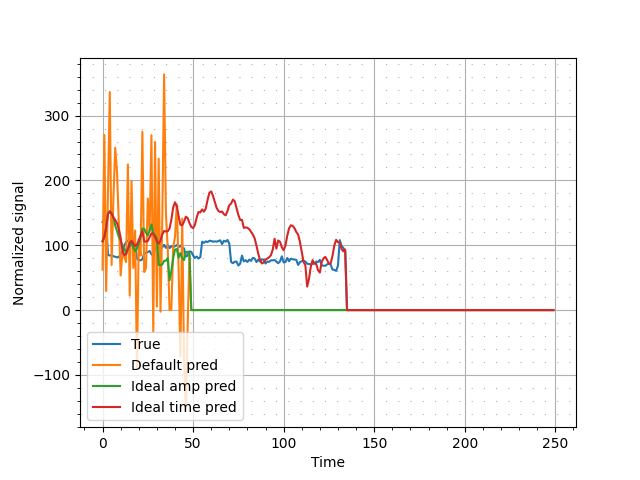 Normalized signal
300
200
100
0
−100
True
Default pred
Ideal amp pred
Ideal time pred
0
50
100
150
200
250
Time